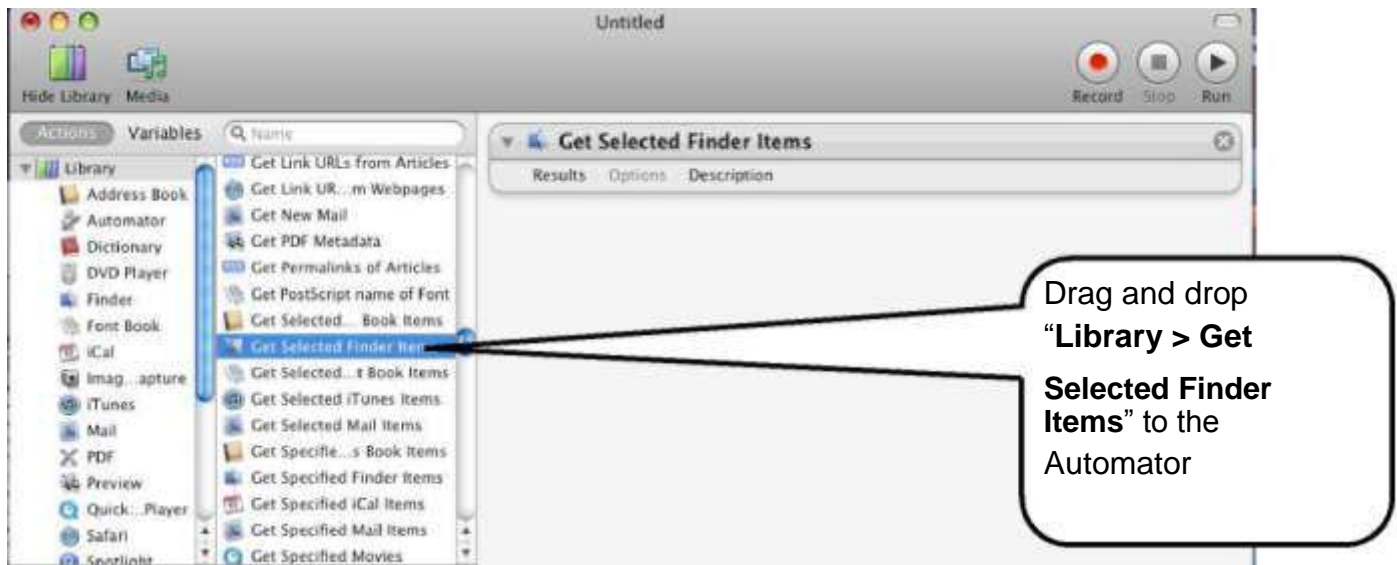 Untitled
Hide Library Media
Record Stop Run
Actions Variables
Name
Library
Address Book
Automator
Dictionary
DVD Player
Finder
Font Book
iCal
Imag...apture
iTunes
Mail
PDF
Preview
Quick...Player
Safari
Spotlight
Get Link URLs from Articles
Get Link UR...m Webpages
Get New Mail
Get PDF Metadata
Get Permalinks of Articles
Get PostScript name of Font
Get Selected... Book Items
Get Selected Finder Items
Get Selected...t Book Items
Get Selected iTunes Items
Get Selected Mail Items
Get Specifie...s Book Items
Get Specified Finder Items
Get Specified iCal Items
Get Specified Mail Items
Get Specified Movies
Get Selected Finder Items
Results Options Description
Drag and drop
“Library > Get
Selected Finder
Items” to the
Automator